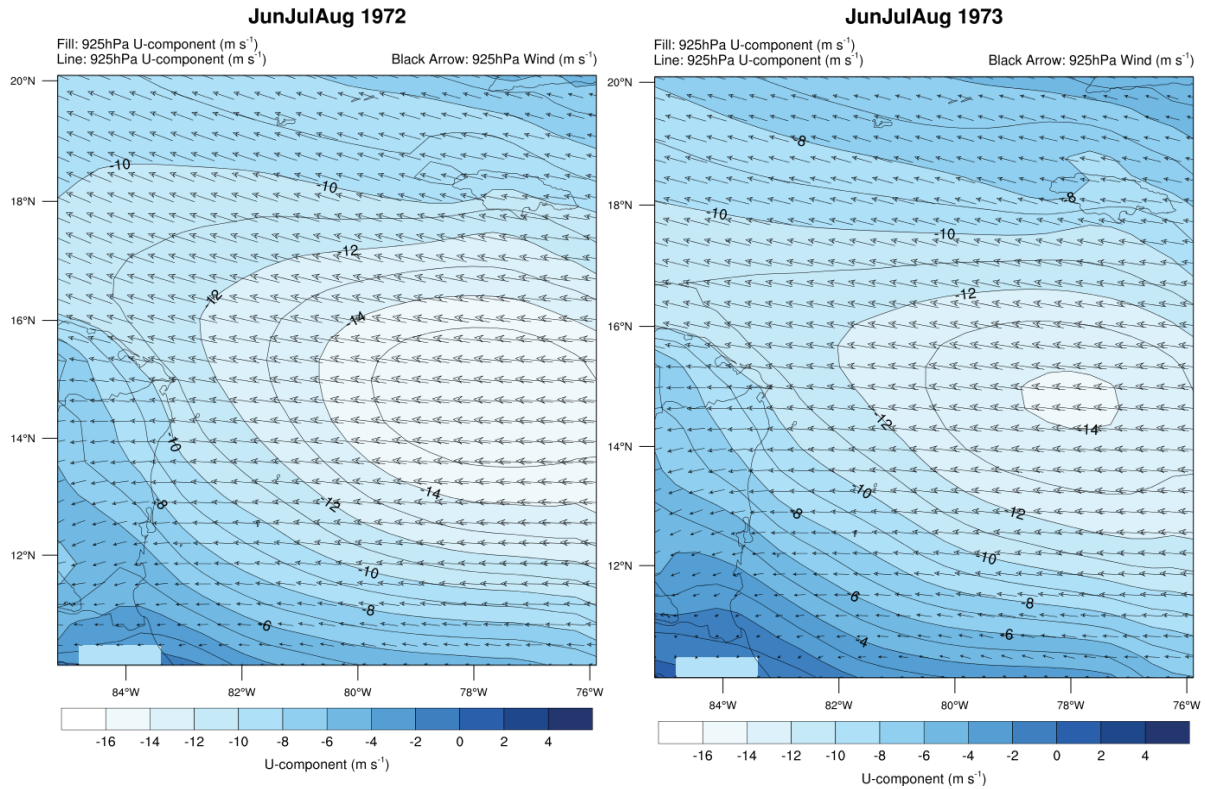 JunJulAug 1972
Fill: 925hPa U-component (m s⁻¹)
Line: 925hPa U-component (m s⁻¹) Black Arrow: 925hPa Wind (m s⁻¹)
20°N
18°N
16°N
14°N
12°N
-10
-10
-12
-12
-14
-10
-8
-14
-12
-10
-8
-6
84°W 82°W 80°W 78°W 76°W
-16 -14 -12 -10 -8 -6 -4 -2 0 2 4
U-component (m s⁻¹)
JunJulAug 1973
Fill: 925hPa U-component (m s⁻¹)
Line: 925hPa U-component (m s⁻¹) Black Arrow: 925hPa Wind (m s⁻¹)
20°N
18°N
16°N
14°N
12°N
-8
-8
-10
-10
-12
-12
-14
-10
-8
12
-10
-8
-6
-6
-4
84°W 82°W 80°W 78°W 76°W
-16 -14 -12 -10 -8 -6 -4 -2 0 2 4
U-component (m s⁻¹)